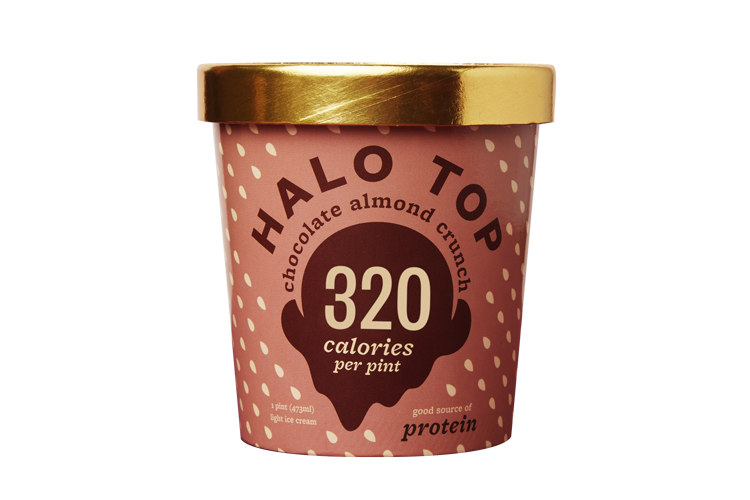 HALO TOP
chocolate almond crunch
320
calories
per pint
1 pint (473ml)
light ice cream
good source of
protein